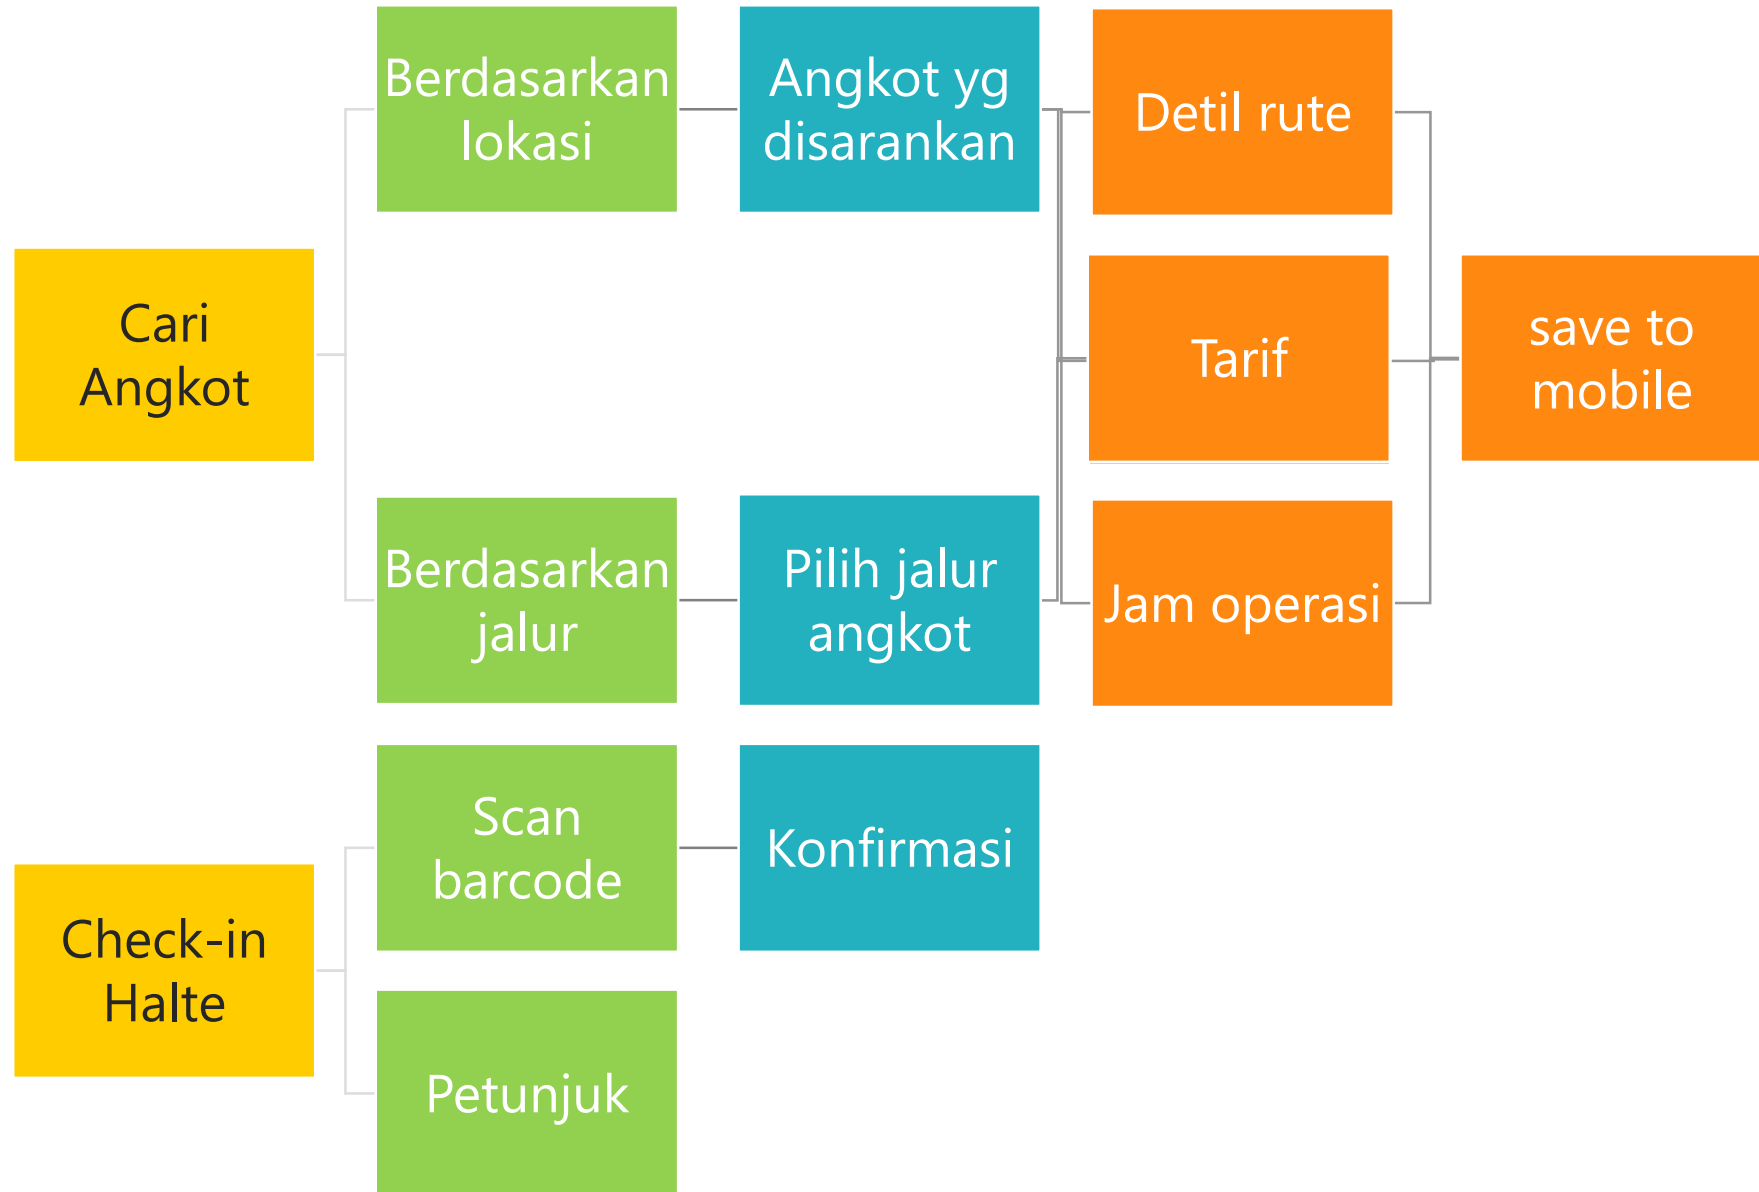 Cari
Angkot
Berdasarkan
lokasi
Angkot yg
disarankan
Detil rute
Tarif
save to
mobile
Berdasarkan
jalur
Pilih jalur
angkot
Jam operasi
Check-in
Halte
Scan
barcode
Konfirmasi
Petunjuk